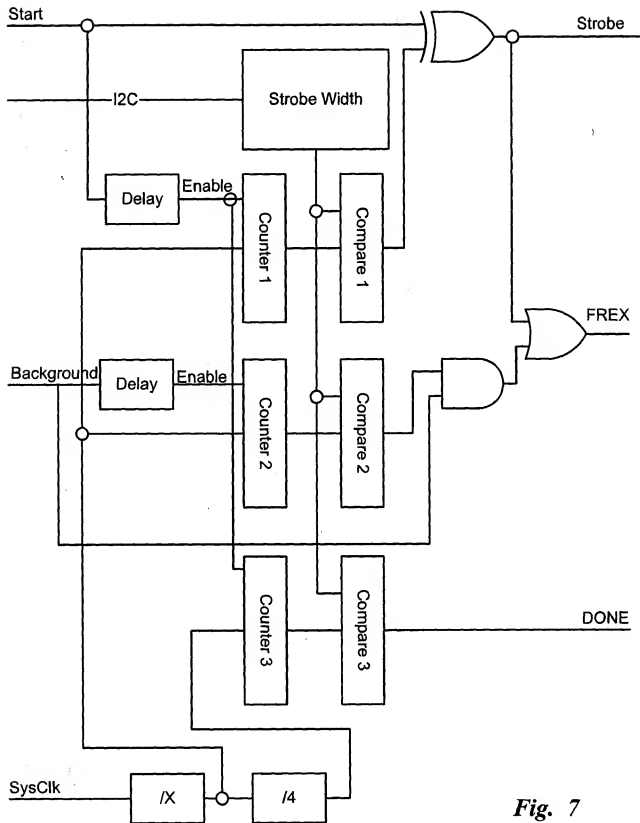 Start
Strobe
I2C
Strobe Width
Delay
Enable
Counter 1
Compare 1
FREX
Background
Delay
Enable
Counter 2
Compare 2
Counter 3
Compare 3
DONE
SysClk
/X
/4
Fig. 7